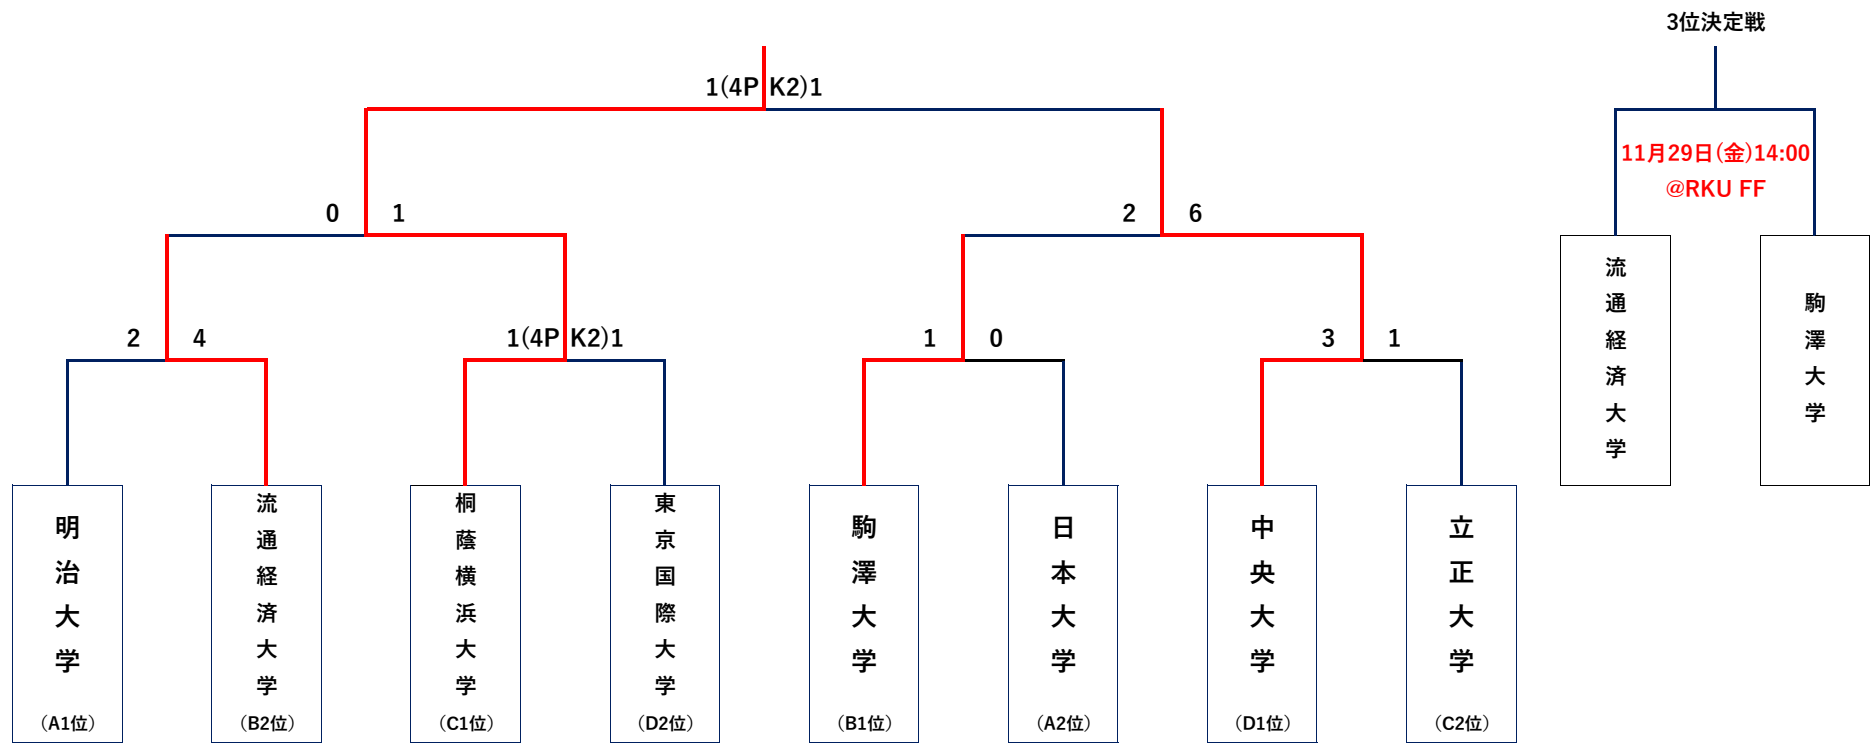 3位決定戦
1(4P K2)1
11月29日(金)14:00
@RKU FF
0 1
2 6
2 4
1(4P K2)1
1 0
3 1
流通経済大学
駒澤大学
明治大学
(A1位)
流通経済大学
(B2位)
桐蔭横浜大学
(C1位)
東京国際大学
(D2位)
駒澤大学
(B1位)
日本大学
(A2位)
中央大学
(D1位)
立正大学
(C2位)